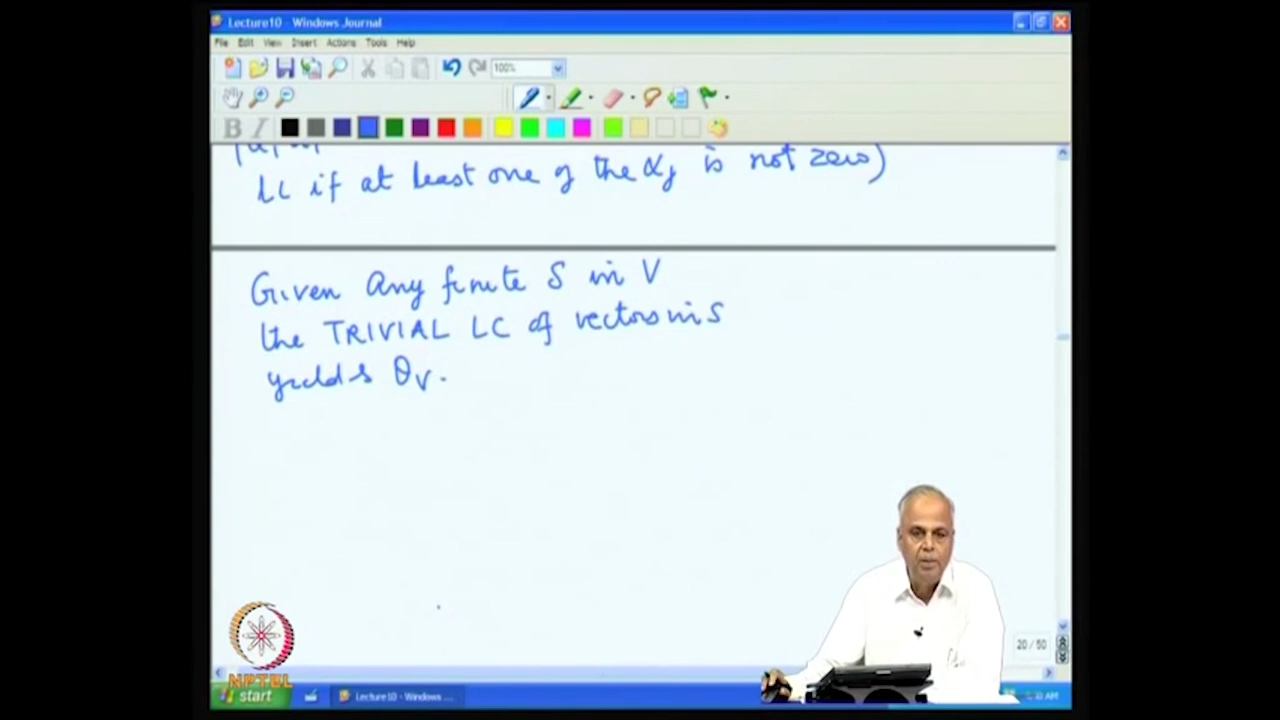 Lecture10 - Windows Journal
File Edit View Insert Actions Tools Help
100%
B I
LC if at least one of the αj is not zero)
Given Any finite S in V
the TRIVIAL LC of vectors in S
yields θV.
20 / 50
NPTEL
start Lecture10 - Windows ...